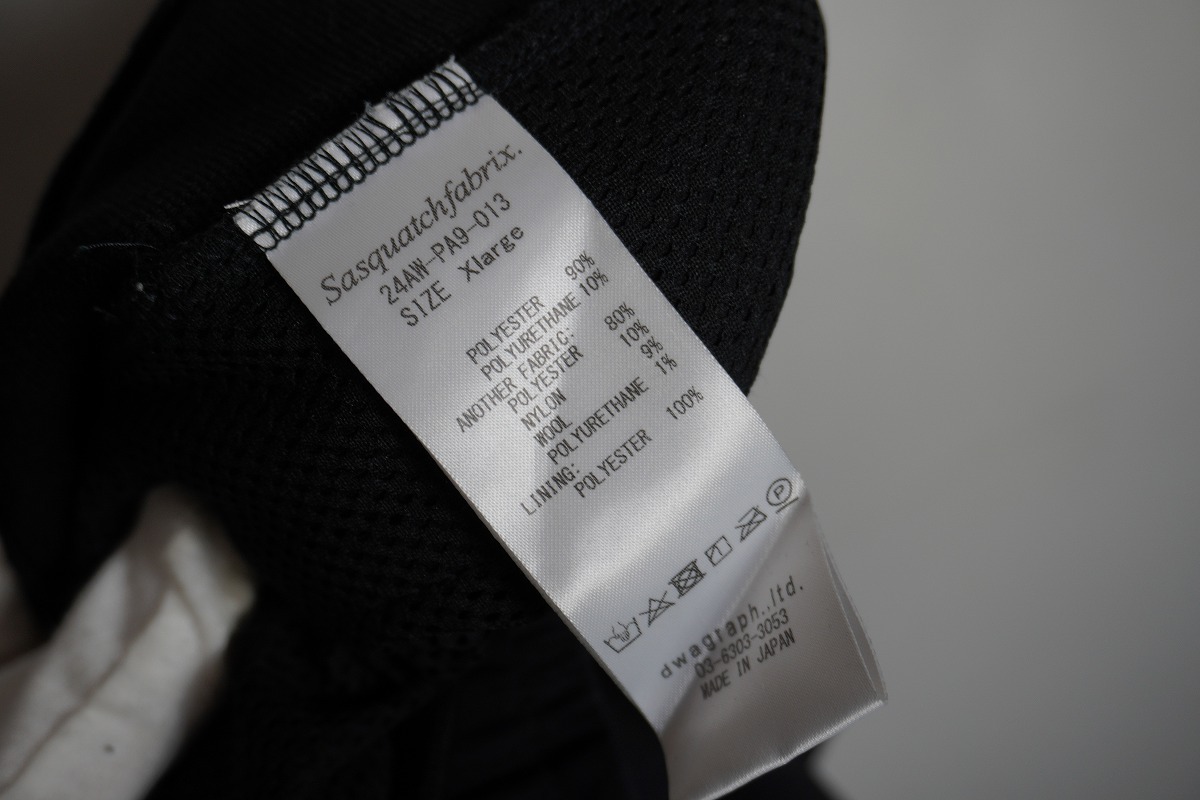 Sasquatchfabrix.
24AW-PA9-013
SIZE Xlarge
POLYESTER 90%
POLYURETHANE 10%
ANOTHER FABRIC:
POLYESTER 80%
NYLON 10%
WOOL 9%
POLYURETHANE 1%
LINING:
POLYESTER 100%
P
dwagraph.,ltd.
03-6303-3053
MADE IN JAPAN